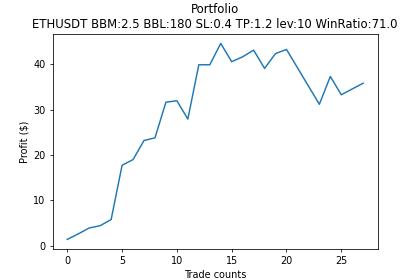 Portfolio
ETHUSDT BBM:2.5 BBL:180 SL:0.4 TP:1.2 lev:10 WinRatio:71.0
Profit ($)
40
30
20
10
0
0 5 10 15 20 25
Trade counts